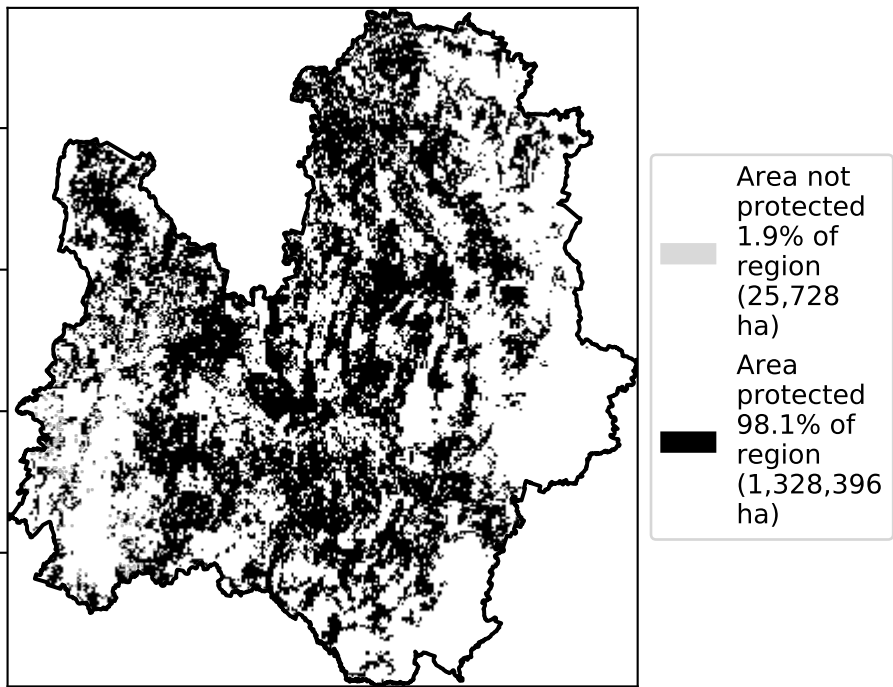 Area not
protected
1.9% of
region
(25,728
ha)
Area
protected
98.1% of
region
(1,328,396
ha)